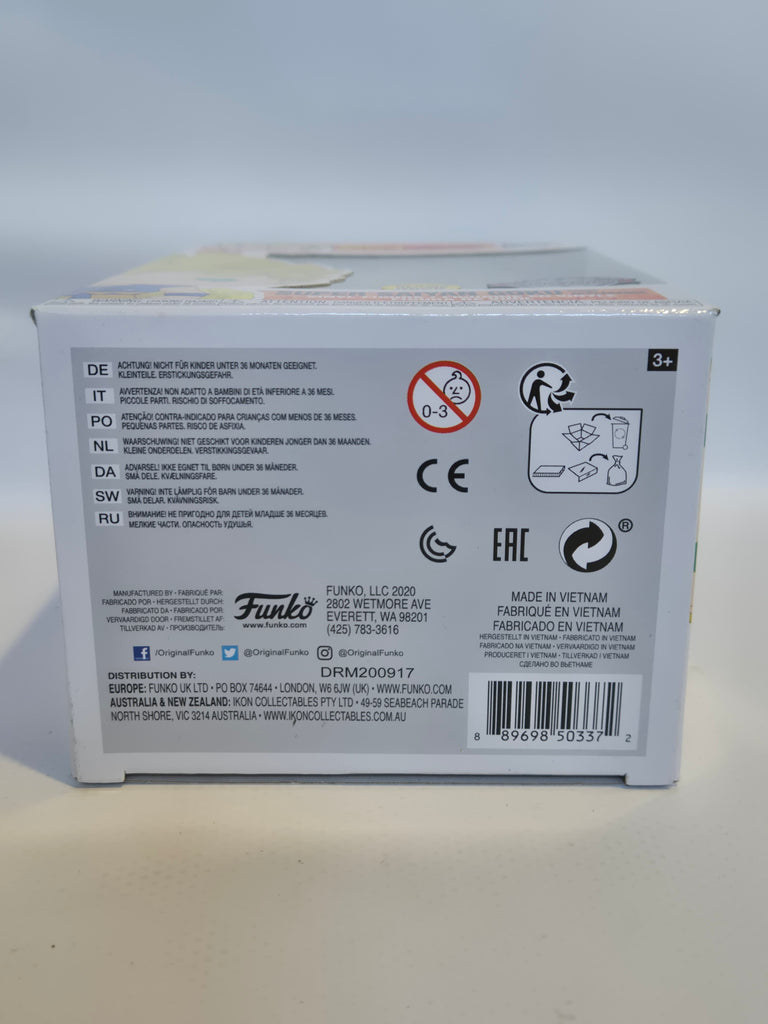 3+
DE ACHTUNG! NICHT FÜR KINDER UNTER 36 MONATEN GEEIGNET.
KLEINTEILE. ERSTICKUNGSGEFAHR.
IT AVVERTENZA! NON ADATTO A BAMBINI DI ETÀ INFERIORE A 36 MESI.
PICCOLE PARTI. RISCHIO DI SOFFOCAMENTO.
PO ATENÇÃO! CONTRA-INDICADO PARA CRIANÇAS COM MENOS DE 36 MESES.
PEQUENAS PARTES. RISCO DE ASFIXIA.
NL WAARSCHUWING! NIET GESCHIKT VOOR KINDEREN JONGER DAN 36 MAANDEN.
KLEINE ONDERDELEN. VERSTIKKINGSGEVAAR.
DA ADVARSEL! IKKE EGNET TIL BØRN UNDER 36 MÅNEDER.
SMÅ DELE. KVÆLNINGSFARE.
SW VARNING! INTE LÄMPLIG FÖR BARN UNDER 36 MÅNADER.
SMÅ DELAR. KVÄVNINGSRISK.
RU ВНИМАНИЕ! НЕ ПРИГОДНО ДЛЯ ДЕТЕЙ МЛАДШЕ 36 МЕСЯЦЕВ.
МЕЛКИЕ ЧАСТИ. ОПАСНОСТЬ УДУШЬЯ.
0-3
CE
EAC
®
MANUFACTURED BY • FABRIQUÉ PAR:
FABRICADO POR • HERGESTELLT DURCH:
FABBRICATO DA • FABRICADO POR:
VERVAARDIGD DOOR • FREMSTILLET AF:
TILLVERKAD AV • ПРОИЗВОДИТЕЛЬ:
Funko
www.funko.com
FUNKO, LLC 2020
2802 WETMORE AVE
EVERETT, WA 98201
(425) 783-3616
/OriginalFunko @OriginalFunko @OriginalFunko
DRM200917
DISTRIBUTION BY:
EUROPE: FUNKO UK LTD • PO BOX 74644 • LONDON, W6 6JW (UK) • WWW.FUNKO.COM
AUSTRALIA & NEW ZEALAND: IKON COLLECTABLES PTY LTD • 49-59 SEABEACH PARADE
NORTH SHORE, VIC 3214 AUSTRALIA • WWW.IKONCOLLECTABLES.COM.AU
MADE IN VIETNAM
FABRIQUÉ EN VIETNAM
FABRICADO EN VIETNAM
HERGESTELLT IN VIETNAM • FABBRICATO IN VIETNAM
FABRICADO NA VIETNAM • VERVAARDIGD IN VIETNAM
PRODUCERET I VIETNAM • TILLVERKAD I VIETNAM
СДЕЛАНО ВО ВЬЕТНАМЕ
8 89698 50337 2